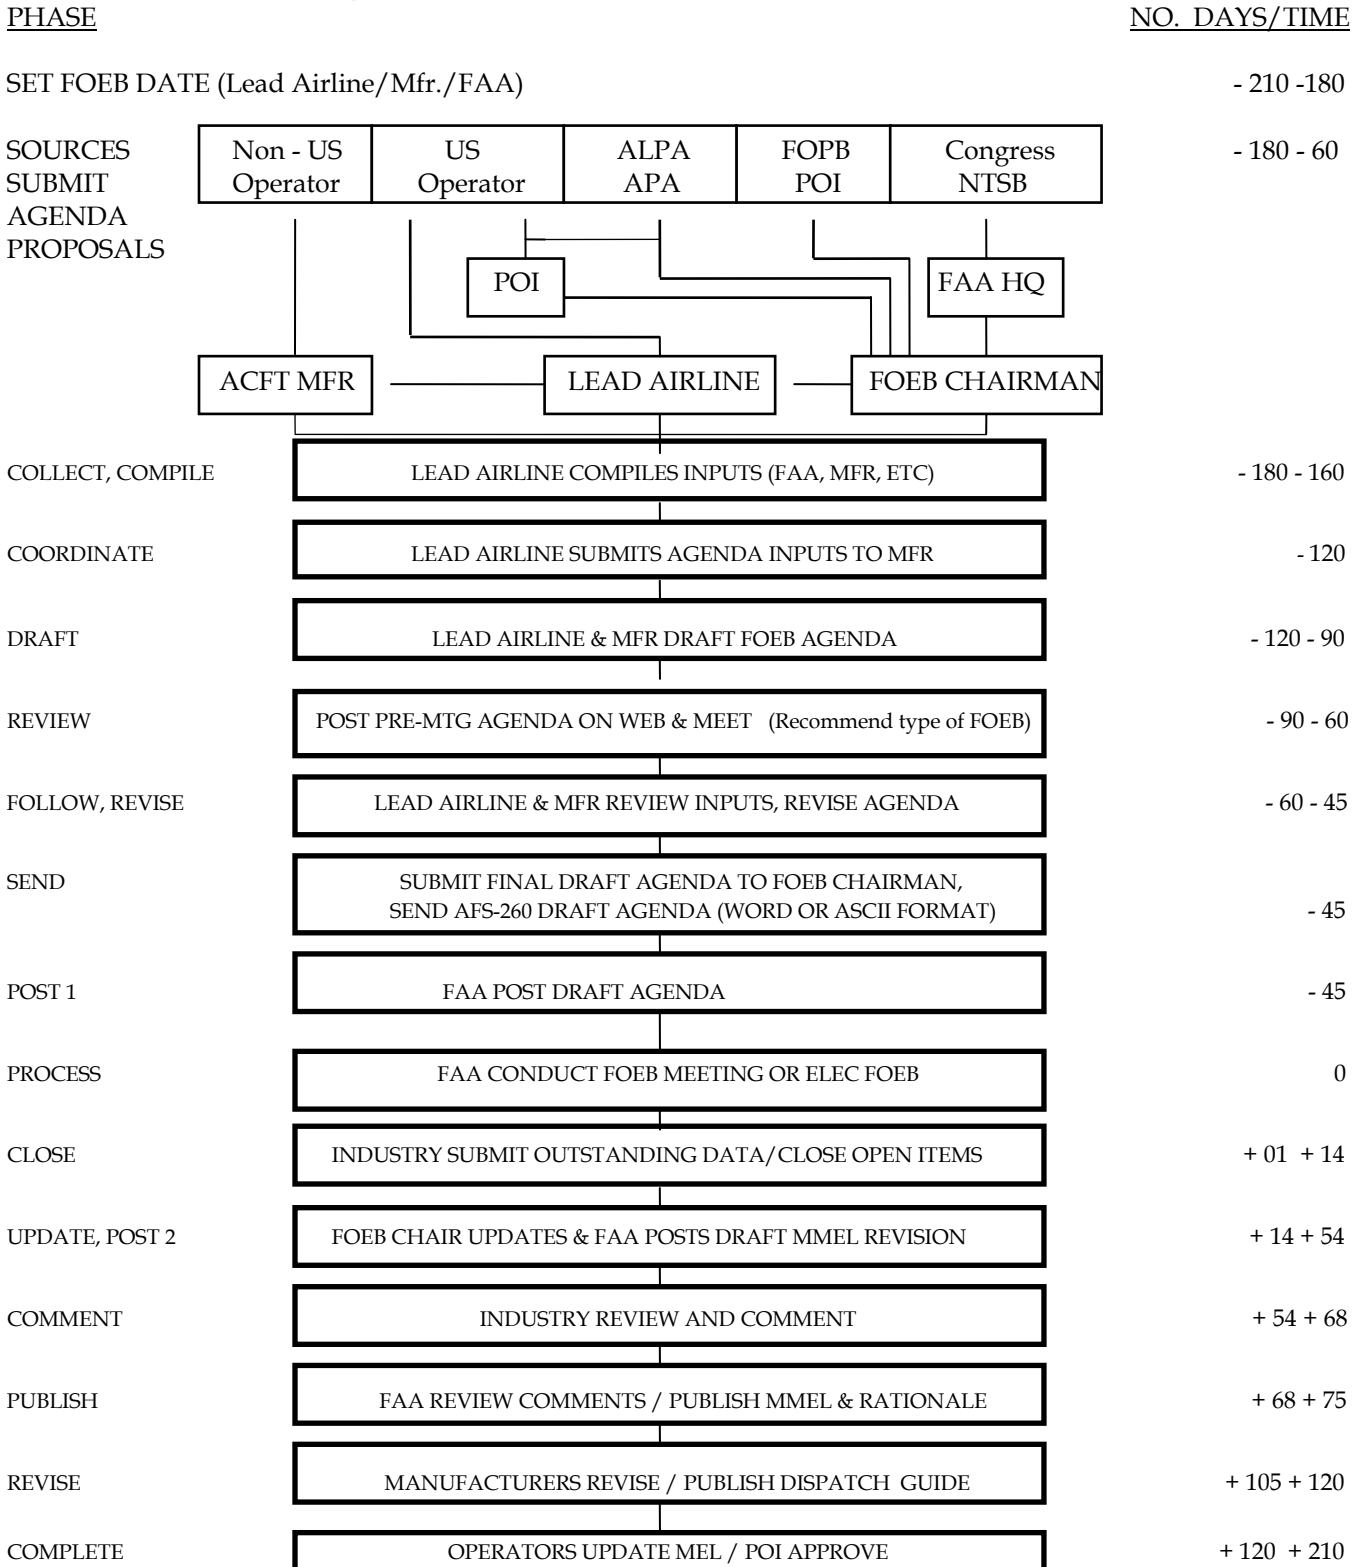 PHASE NO. DAYS/TIME
SET FOEB DATE (Lead Airline/Mfr./FAA) - 210 -180
SOURCES Non - US US ALPA FOPB Congress - 180 - 60
SUBMIT Operator Operator APA POI NTSB
AGENDA
PROPOSALS
POI FAA HQ
ACFT MFR LEAD AIRLINE FOEB CHAIRMAN
COLLECT, COMPILE LEAD AIRLINE COMPILES INPUTS (FAA, MFR, ETC) - 180 - 160
COORDINATE LEAD AIRLINE SUBMITS AGENDA INPUTS TO MFR - 120
DRAFT LEAD AIRLINE & MFR DRAFT FOEB AGENDA - 120 - 90
REVIEW POST PRE-MTG AGENDA ON WEB & MEET (Recommend type of FOEB) - 90 - 60
FOLLOW, REVISE LEAD AIRLINE & MFR REVIEW INPUTS, REVISE AGENDA - 60 - 45
SEND SUBMIT FINAL DRAFT AGENDA TO FOEB CHAIRMAN,
SEND AFS-260 DRAFT AGENDA (WORD OR ASCII FORMAT) - 45
POST 1 FAA POST DRAFT AGENDA - 45
PROCESS FAA CONDUCT FOEB MEETING OR ELEC FOEB 0
CLOSE INDUSTRY SUBMIT OUTSTANDING DATA/CLOSE OPEN ITEMS + 01 + 14
UPDATE, POST 2 FOEB CHAIR UPDATES & FAA POSTS DRAFT MMEL REVISION + 14 + 54
COMMENT INDUSTRY REVIEW AND COMMENT + 54 + 68
PUBLISH FAA REVIEW COMMENTS / PUBLISH MMEL & RATIONALE + 68 + 75
REVISE MANUFACTURERS REVISE / PUBLISH DISPATCH GUIDE + 105 + 120
COMPLETE OPERATORS UPDATE MEL / POI APPROVE + 120 + 210